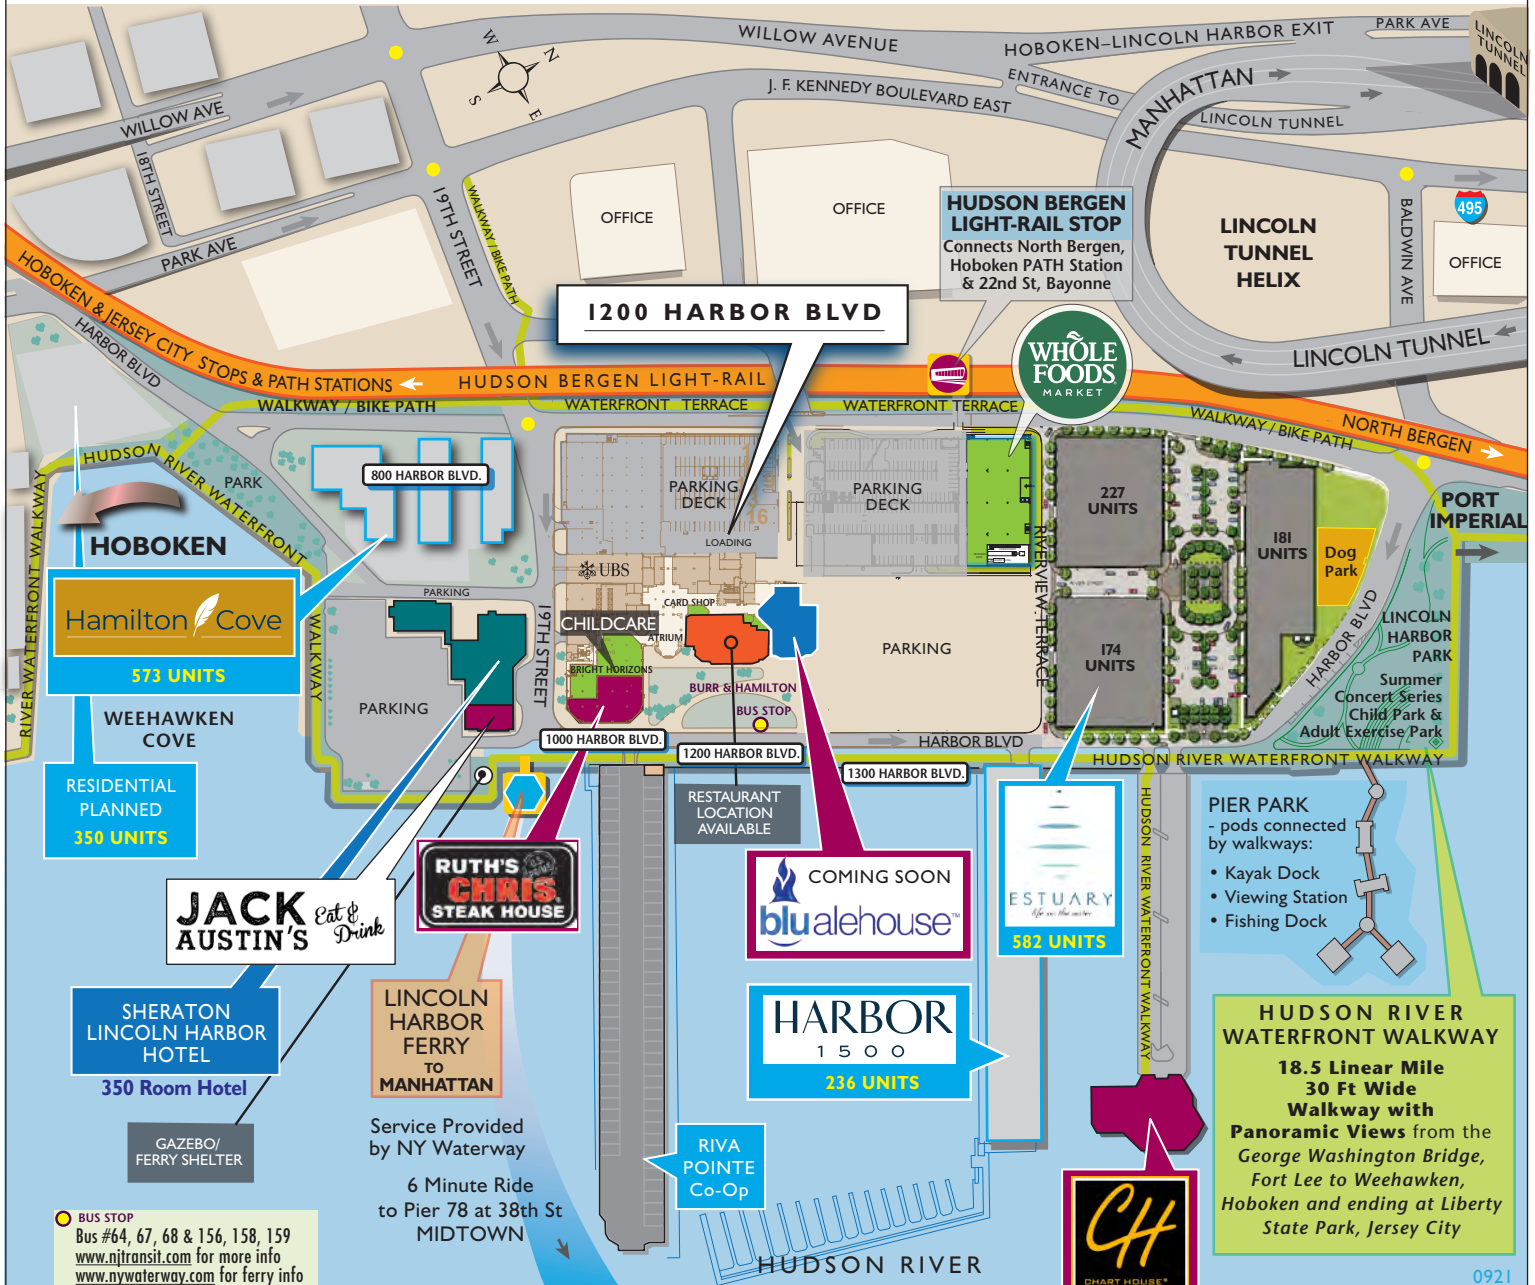 WILLOW AVENUE
HOBOKEN–LINCOLN HARBOR EXIT
PARK AVE
LINCOLN
TUNNEL
W
N
S
E
J. F. KENNEDY BOULEVARD EAST
ENTRANCE TO
LINCOLN TUNNEL
MANHATTAN
WILLOW AVE
18TH STREET
PARK AVE
19TH STREET
WALKWAY / BIKE PATH
OFFICE
OFFICE
HUDSON BERGEN
LIGHT-RAIL STOP
Connects North Bergen,
Hoboken PATH Station
& 22nd St, Bayonne
LINCOLN
TUNNEL
HELIX
BALDWIN AVE
495
OFFICE
LINCOLN TUNNEL
1200 HARBOR BLVD
WHOLE
FOODS
MARKET
HOBOKEN & JERSEY CITY STOPS & PATH STATIONS
HUDSON BERGEN LIGHT-RAIL
NORTH BERGEN
HARBOR BLVD
WALKWAY / BIKE PATH
WATERFRONT TERRACE
WATERFRONT TERRACE
WALKWAY / BIKE PATH
HUDSON RIVER WATERFRONT
WALKWAY
RIVER WATERFRONT WALKWAY
PARK
800 HARBOR BLVD.
PARKING
DECK
16
LOADING
PARKING
DECK
227
UNITS
181
UNITS
Dog
Park
PORT
IMPERIAL
HOBOKEN
Hamilton Cove
573 UNITS
PARKING
UBS
CARD SHOP
CHILDCARE
ATRIUM
BRIGHT HORIZONS
19TH STREET
PARKING
RIVERVIEW TERRACE
174
UNITS
HARBOR BLVD
LINCOLN
HARBOR
PARK
Summer
Concert Series
Child Park &
Adult Exercise Park
WEEHAWKEN
COVE
PARKING
BURR & HAMILTON
BUS STOP
1000 HARBOR BLVD.
1200 HARBOR BLVD.
1300 HARBOR BLVD.
HARBOR BLVD
HUDSON RIVER WATERFRONT WALKWAY
RESIDENTIAL
PLANNED
350 UNITS
RESTAURANT
LOCATION
AVAILABLE
HUDSON RIVER WATERFRONT WALKWAY
PIER PARK
- pods connected
by walkways:
• Kayak Dock
• Viewing Station
• Fishing Dock
JACK
AUSTIN'S
Eat &
Drink
RUTH'S
CHRIS
STEAK HOUSE
COMING SOON
blu alehouse™
ESTUARY
582 UNITS
SHERATON
LINCOLN HARBOR
HOTEL
350 Room Hotel
LINCOLN
HARBOR
FERRY
TO
MANHATTAN
HARBOR
1500
236 UNITS
HUDSON RIVER
WATERFRONT WALKWAY
18.5 Linear Mile
30 Ft Wide
Walkway with
Panoramic Views from the
George Washington Bridge,
Fort Lee to Weehawken,
Hoboken and ending at Liberty
State Park, Jersey City
GAZEBO/
FERRY SHELTER
Service Provided
by NY Waterway
6 Minute Ride
to Pier 78 at 38th St
MIDTOWN
RIVA
POINTE
Co-Op
CH
CHART HOUSE
BUS STOP
Bus #64, 67, 68 & 156, 158, 159
www.njtransit.com for more info
www.nywaterway.com for ferry info
HUDSON RIVER
0921